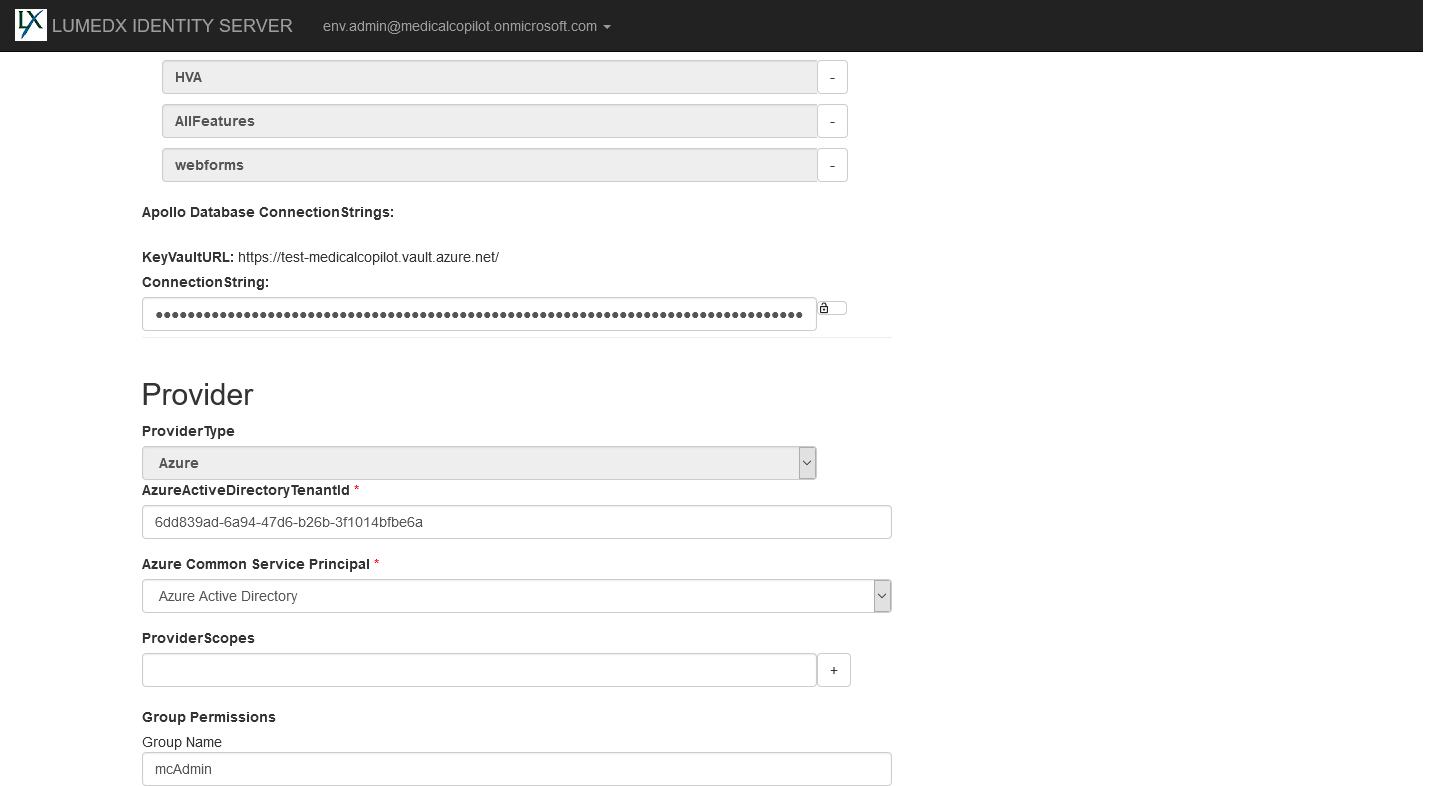 LX LUMEDX IDENTITY SERVER env.admin@medicalcopilot.onmicrosoft.com
HVA -
AllFeatures -
webforms -
Apollo Database ConnectionStrings:
KeyVaultURL: https://test-medicalcopilot.vault.azure.net/
ConnectionString:
Provider
ProviderType
Azure
AzureActiveDirectoryTenantId *
6dd839ad-6a94-47d6-b26b-3f1014bfbe6a
Azure Common Service Principal *
Azure Active Directory
ProviderScopes
+
Group Permissions
Group Name
mcAdmin